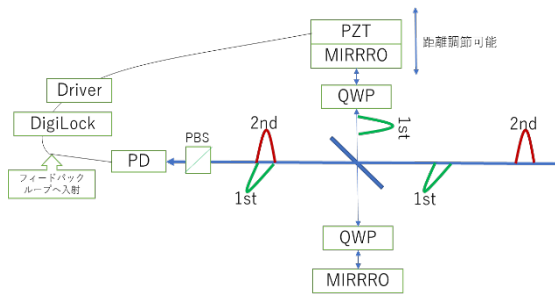 PZT
MIRRRO
距離調節可能
QWP
Driver
DigiLock
PD
PBS
2nd
1st
1st
2nd
1st
フィードバック
ループへ入射
QWP
MIRRRO